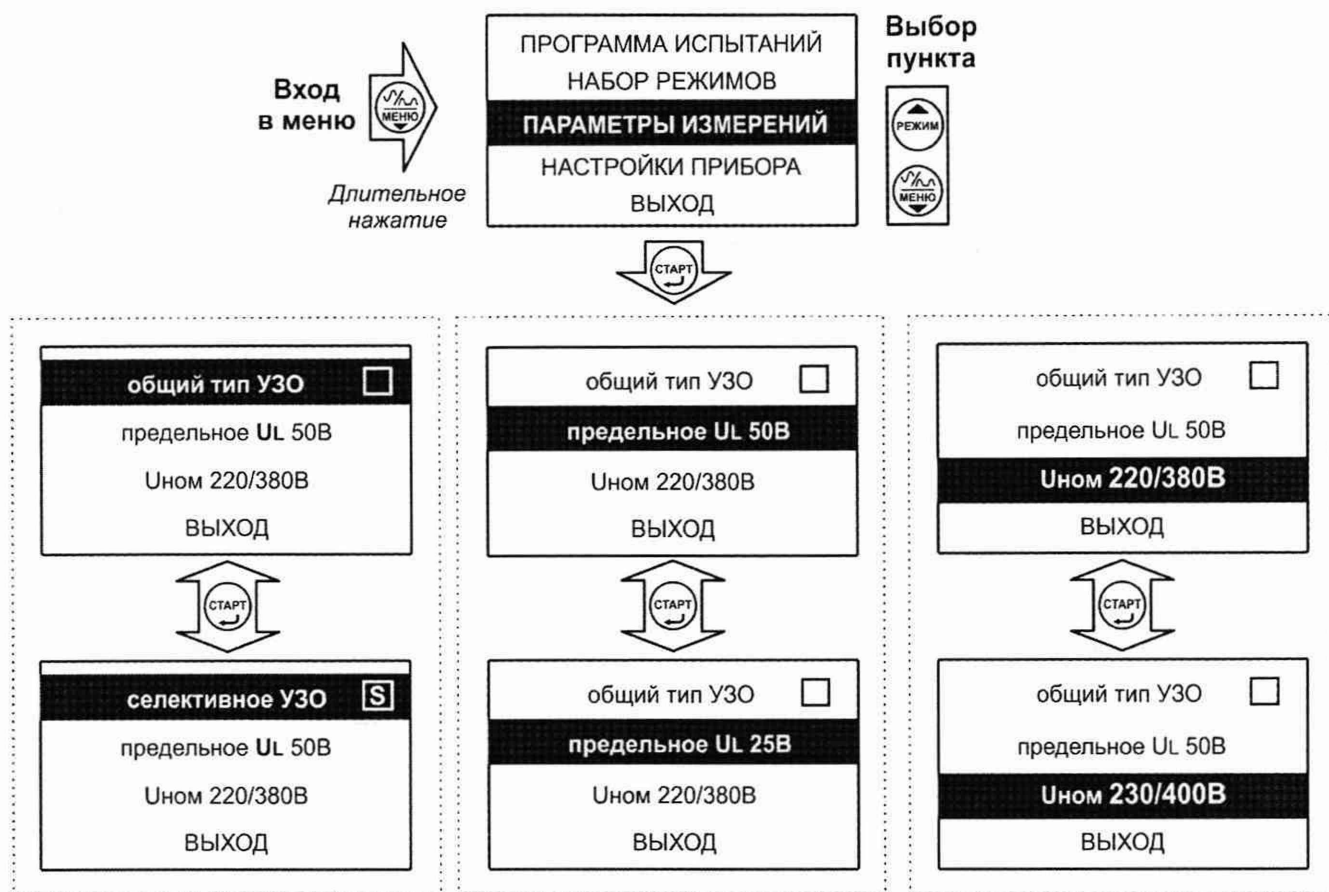 Вход
в меню
МЕНЮ
Длительное
нажатие
ПРОГРАММА ИСПЫТАНИЙ
НАБОР РЕЖИМОВ
ПАРАМЕТРЫ ИЗМЕРЕНИЙ
НАСТРОЙКИ ПРИБОРА
ВЫХОД
Выбор
пункта
РЕЖИМ
МЕНЮ
СТАРТ
общий тип УЗО
предельное UL 50В
Uном 220/380В
ВЫХОД
СТАРТ
селективное УЗО S
предельное UL 50В
Uном 220/380В
ВЫХОД
общий тип УЗО
предельное UL 50В
Uном 220/380В
ВЫХОД
СТАРТ
общий тип УЗО
предельное UL 25В
Uном 220/380В
ВЫХОД
общий тип УЗО
предельное UL 50В
Uном 220/380В
ВЫХОД
СТАРТ
общий тип УЗО
предельное UL 50В
Uном 230/400В
ВЫХОД